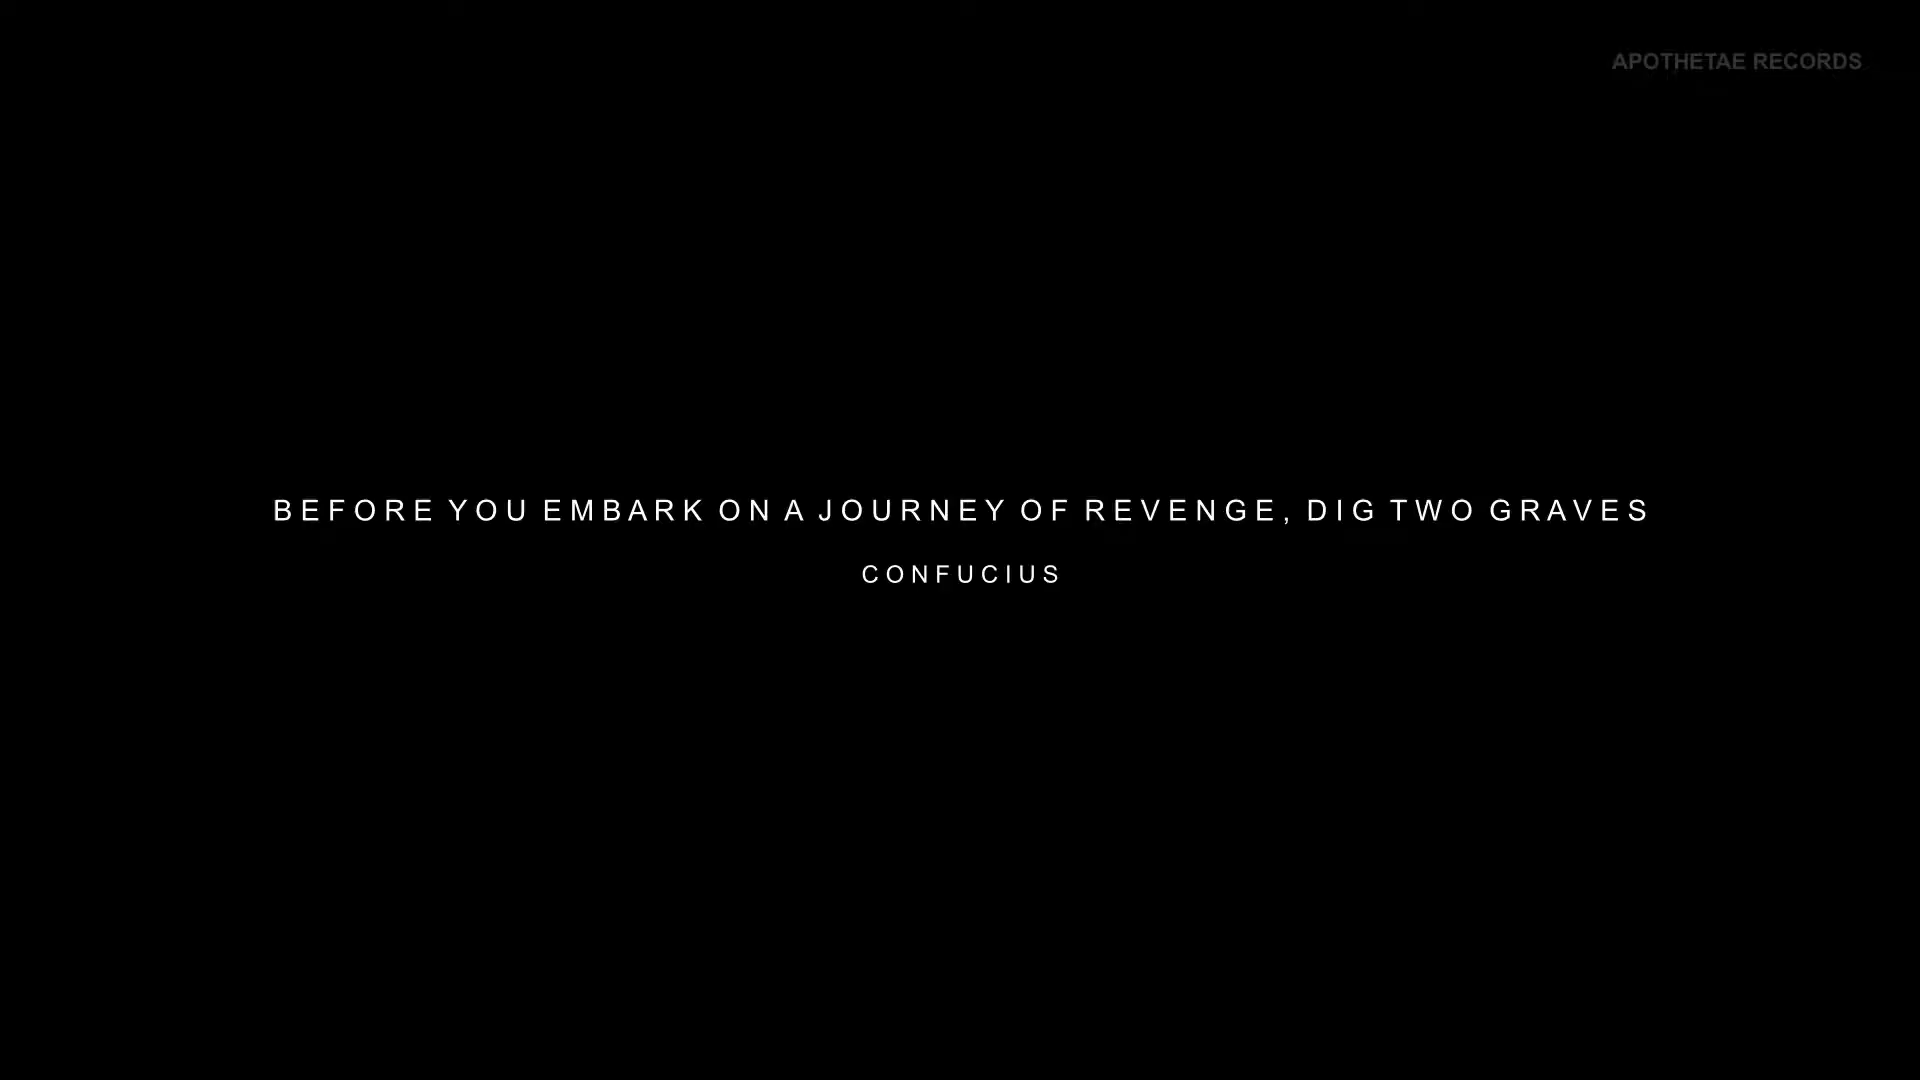 APOTHETAE RECORDS
BEFORE YOU EMBARK ON A JOURNEY OF REVENGE, DIG TWO GRAVES
CONFUCIUS